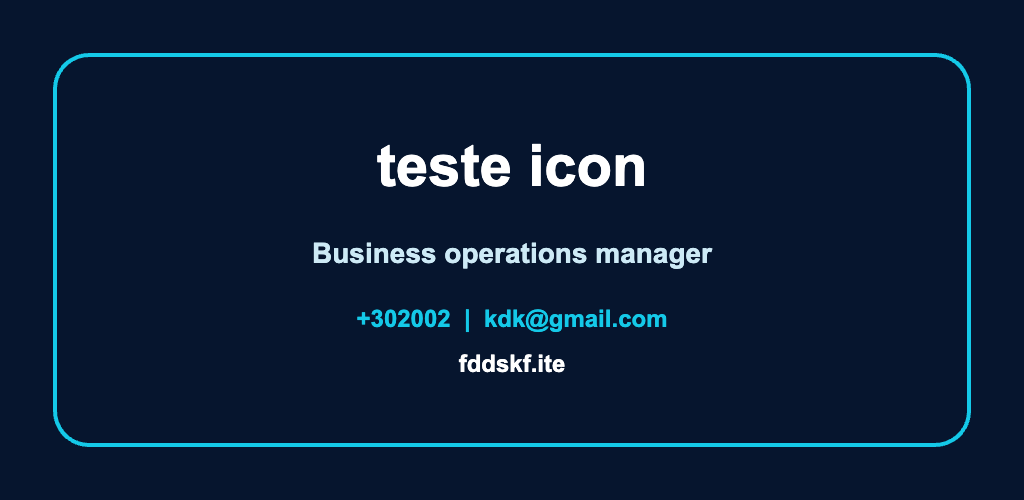 teste icon
Business operations manager
+302002 | kdk@gmail.com
fddskf.ite